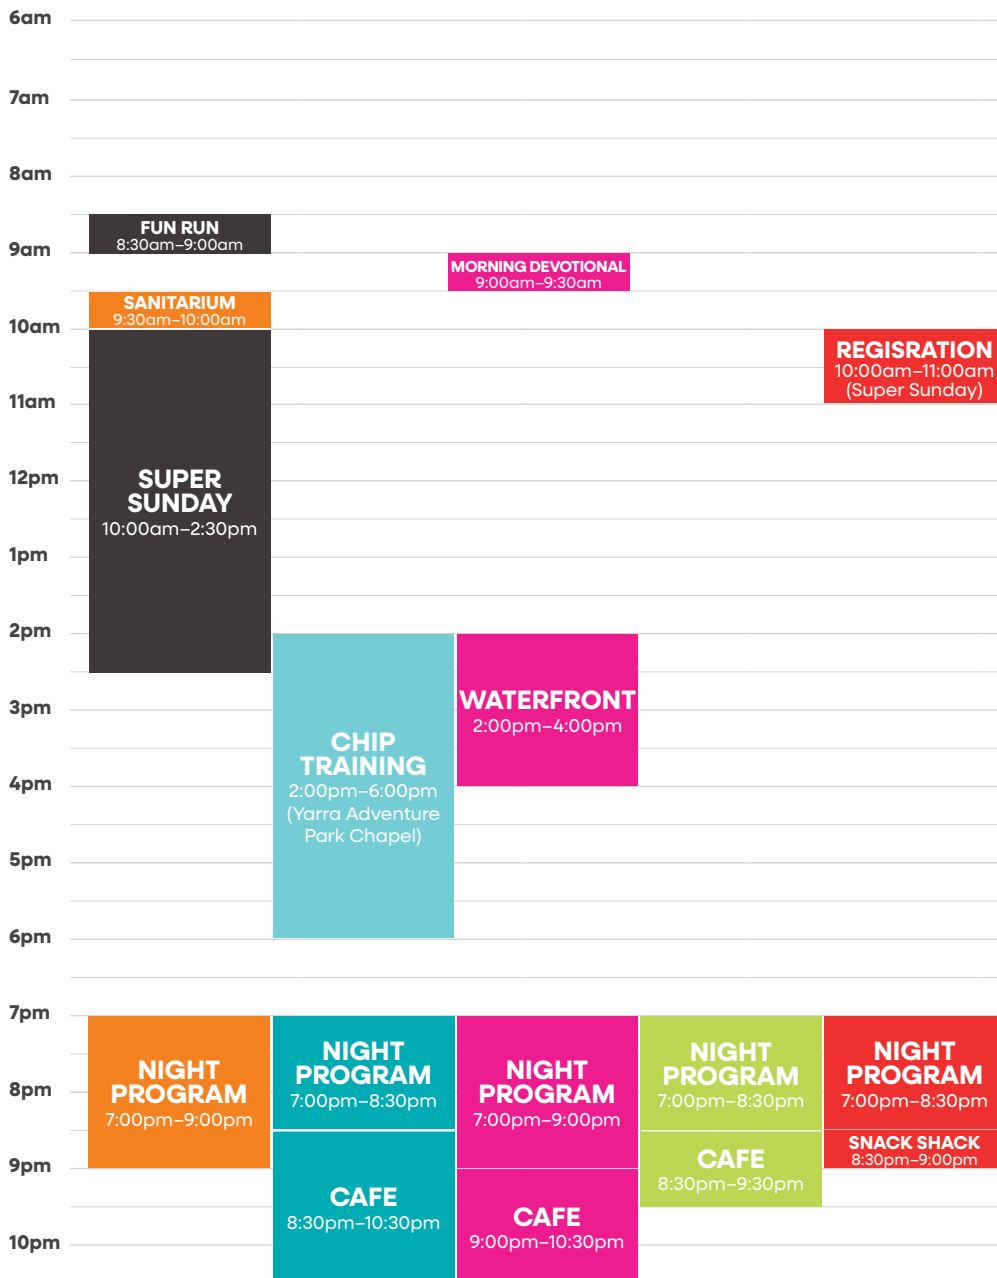 6am
7am
8am
FUN RUN
8:30am–9:00am
9am
MORNING DEVOTIONAL
9:00am–9:30am
SANITARIUM
9:30am–10:00am
10am
REGISRATION
10:00am–11:00am
(Super Sunday)
11am
12pm
SUPER
SUNDAY
10:00am–2:30pm
1pm
2pm
WATERFRONT
2:00pm–4:00pm
3pm
CHIP
TRAINING
2:00pm–6:00pm
(Yarra Adventure
Park Chapel)
4pm
5pm
6pm
7pm
NIGHT
PROGRAM
7:00pm–9:00pm
NIGHT
PROGRAM
7:00pm–8:30pm
NIGHT
PROGRAM
7:00pm–9:00pm
NIGHT
PROGRAM
7:00pm–8:30pm
NIGHT
PROGRAM
7:00pm–8:30pm
8pm
SNACK SHACK
8:30pm–9:00pm
9pm
CAFE
8:30pm–10:30pm
CAFE
9:00pm–10:30pm
CAFE
8:30pm–9:30pm
10pm